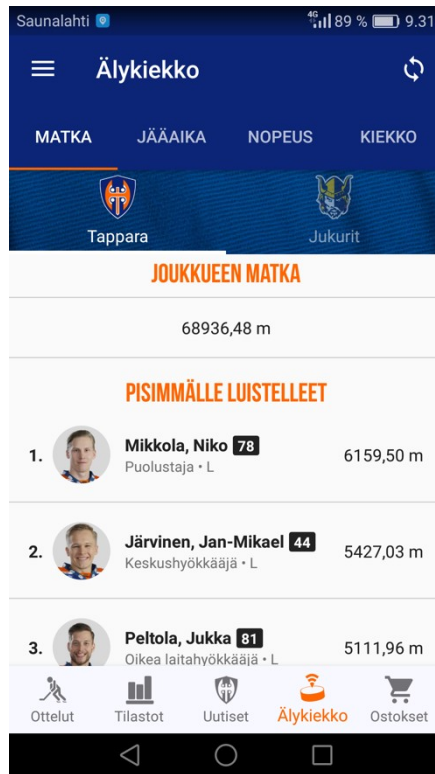 Saunalahti 4G 89 % 9.31
Älykiekko
MATKA JÄÄAIKA NOPEUS KIEKKO
Tappara Jukurit
JOUKKUEEN MATKA
68936,48 m
PISIMMÄLLE LUISTELLEET
1. Mikkola, Niko 78 6159,50 m
Puolustaja • L
2. Järvinen, Jan-Mikael 44 5427,03 m
Keskushyökkääjä • L
3. Peltola, Jukka 81 5111,96 m
Oikea laitahyökkääjä • L
Ottelut Tilastot Uutiset Älykiekko Ostokset